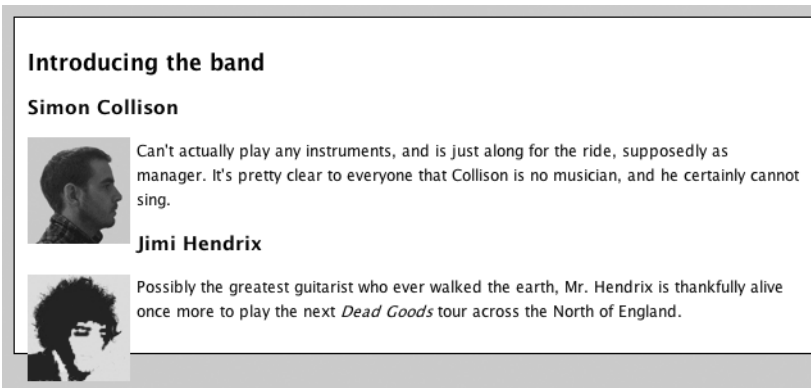 Introducing the band
Simon Collison
Can't actually play any instruments, and is just along for the ride, supposedly as
manager. It's pretty clear to everyone that Collison is no musician, and he certainly cannot
sing.
Jimi Hendrix
Possibly the greatest guitarist who ever walked the earth, Mr. Hendrix is thankfully alive
once more to play the next Dead Goods tour across the North of England.